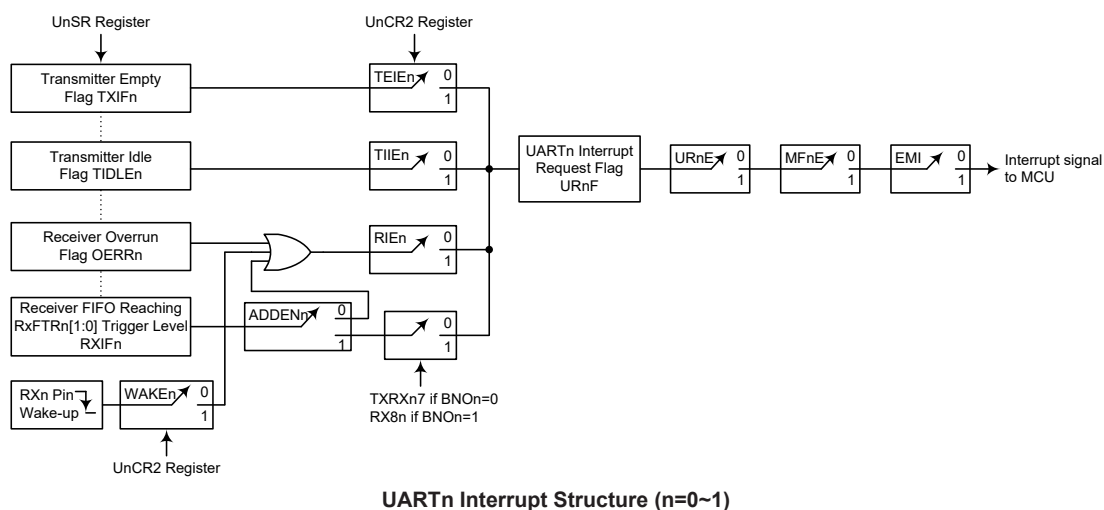 UnSR Register
UnCR2 Register
Transmitter Empty
Flag TXIFn
TEIEn
0
1
Transmitter Idle
Flag TIDLEn
TIIEn
0
1
UARTn Interrupt
Request Flag
URnF
URnE
0
1
MFnE
0
1
EMI
0
1
Interrupt signal
to MCU
Receiver Overrun
Flag OERRn
RIEn
0
1
Receiver FIFO Reaching
RxFTRn[1:0] Trigger Level
RXIFn
ADDENn
0
1
0
1
RXn Pin
Wake-up
WAKEn
0
1
TXRXn7 if BNOn=0
RX8n if BNOn=1
UnCR2 Register
UARTn Interrupt Structure (n=0~1)